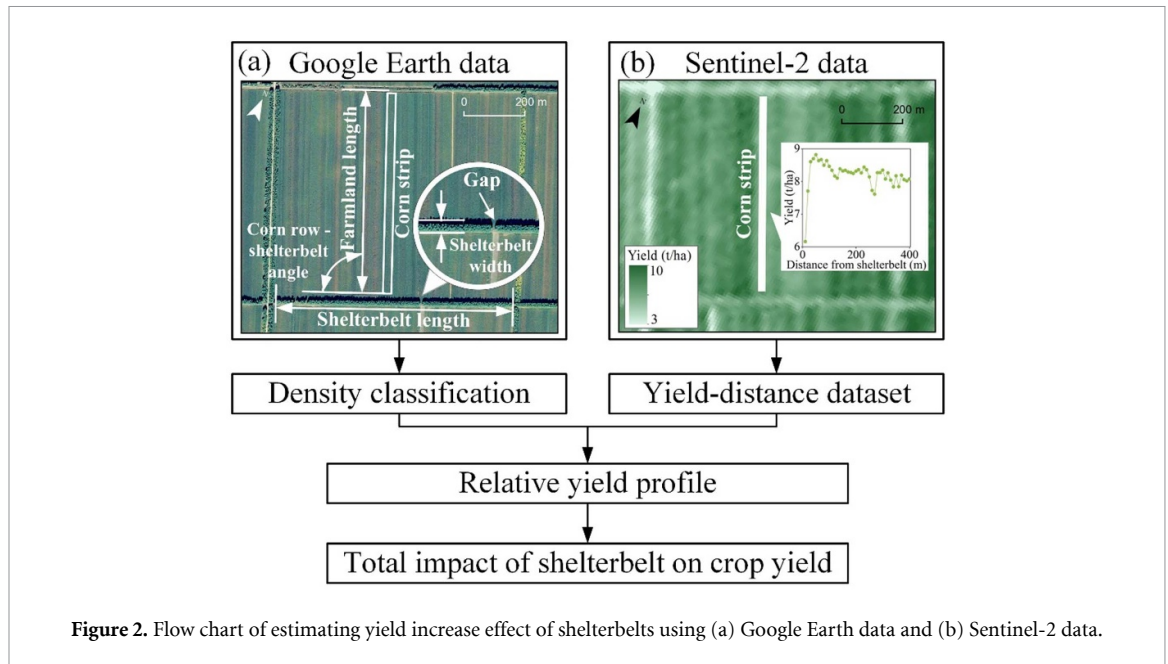 (a) Google Earth data
N
0 200 m
Farmland length
Corn strip
Gap
Corn row -
shelterbelt
angle
Shelterbelt
width
Shelterbelt length
(b) Sentinel-2 data
N
0 200 m
Corn strip
9
8
7
6
Yield (t/ha)
0 200 400
Distance from shelterbelt (m)
Yield (t/ha)
10
3
Density classification
Yield-distance dataset
Relative yield profile
Total impact of shelterbelt on crop yield
Figure 2. Flow chart of estimating yield increase effect of shelterbelts using (a) Google Earth data and (b) Sentinel-2 data.